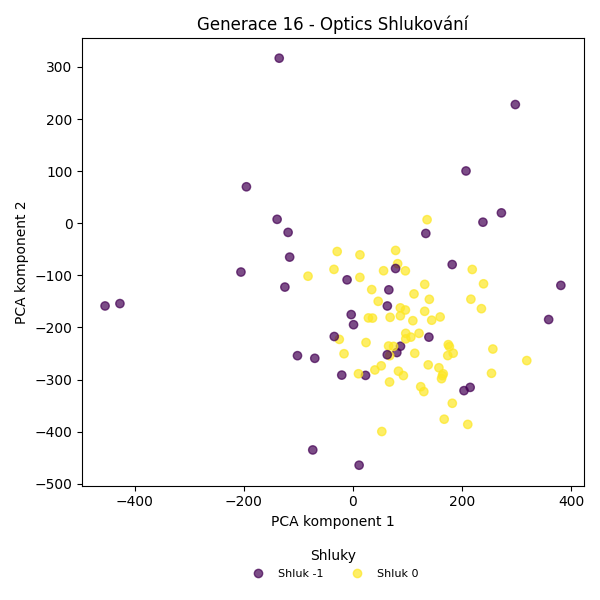 Generace 16 - Optics Shlukování
PCA komponent 2
300
200
100
0
−100
−200
−300
−400
−500
−400
−200
0
200
400
PCA komponent 1
Shluky
Shluk -1
Shluk 0